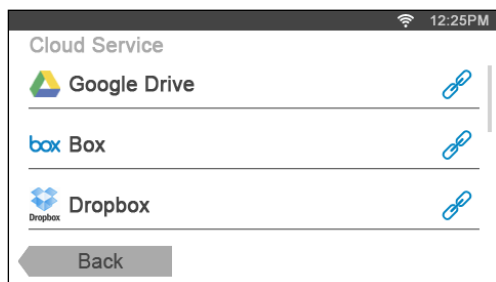 12:25PM
Cloud Service
Google Drive
box Box
Dropbox Dropbox
Back